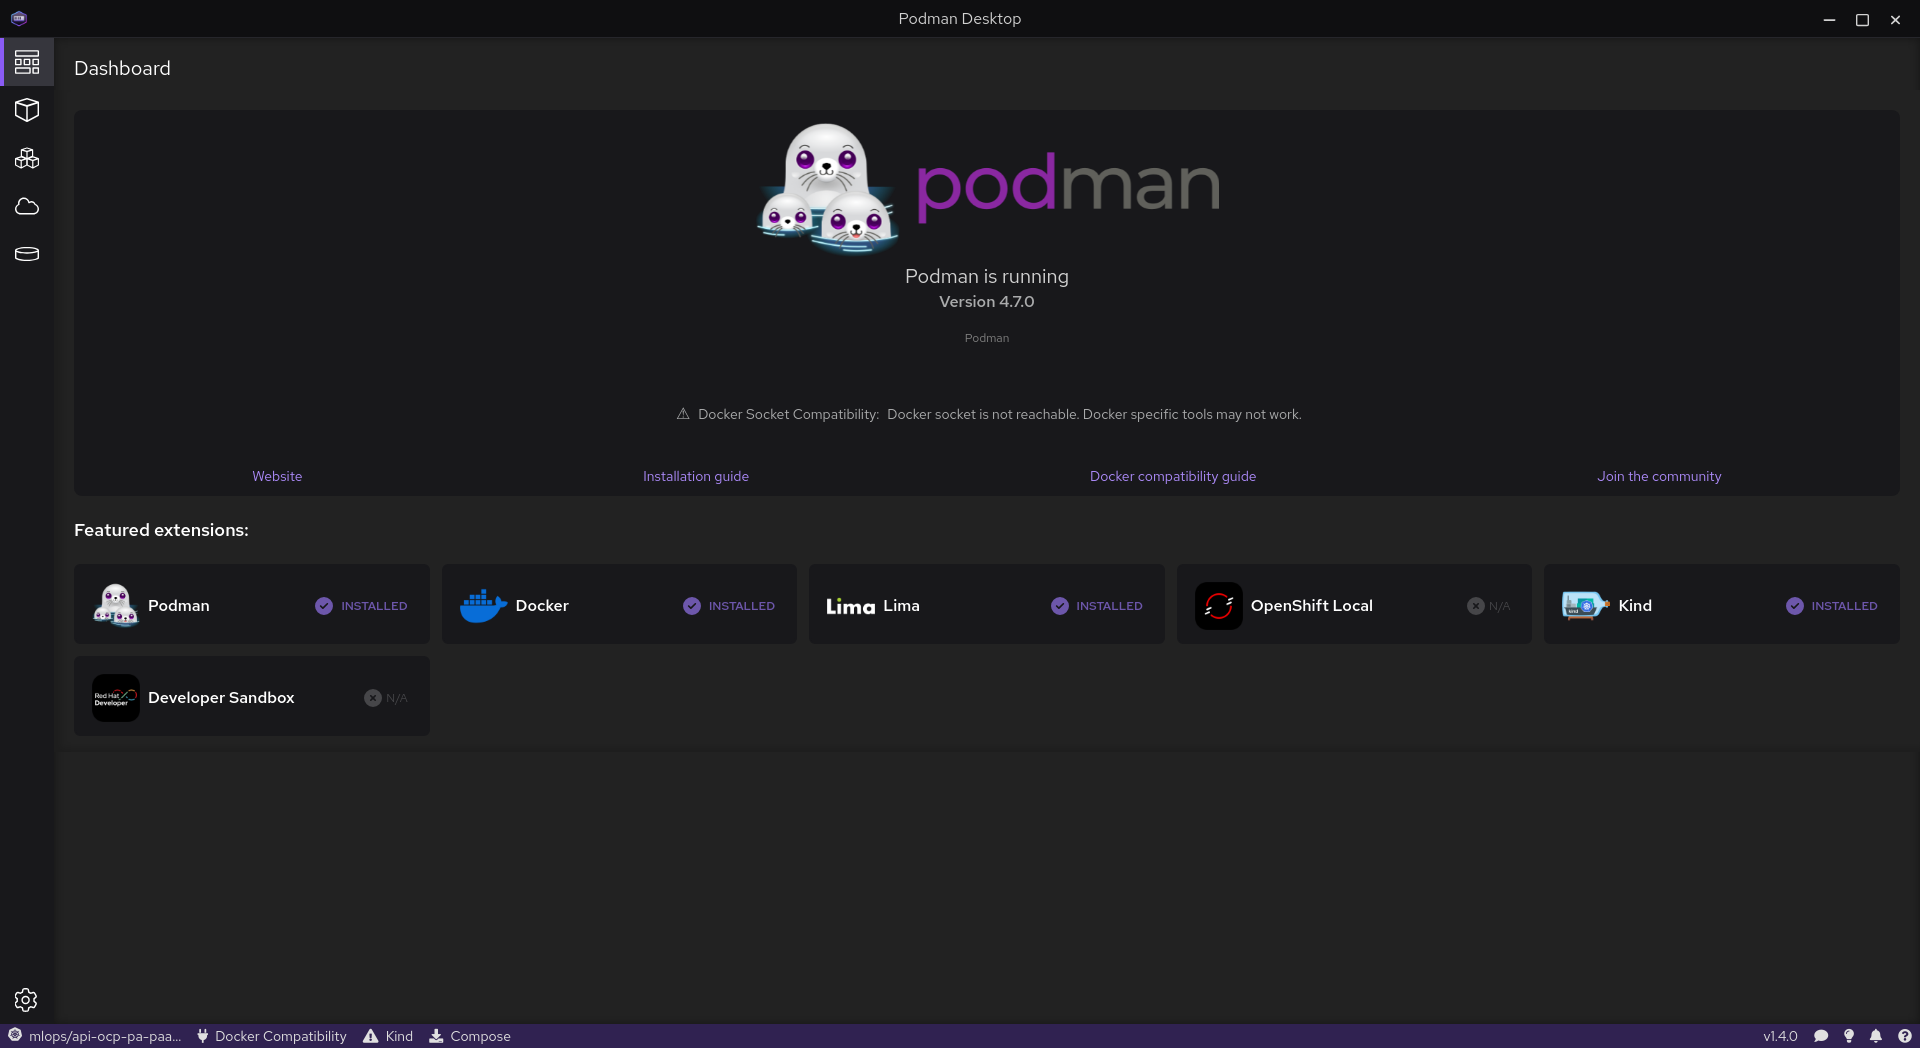 Podman Desktop
Dashboard
podman
Podman is running
Version 4.7.0
Podman
Docker Socket Compatibility: Docker socket is not reachable. Docker specific tools may not work.
Website
Installation guide
Docker compatibility guide
Join the community
Featured extensions:
Podman
INSTALLED
Docker
INSTALLED
Lima
Lima
INSTALLED
OpenShift Local
N/A
kind
Kind
INSTALLED
Red Hat
Developer
Developer Sandbox
N/A
mlops/api-ocp-pa-paa...
Docker Compatibility
Kind
Compose
v1.4.0